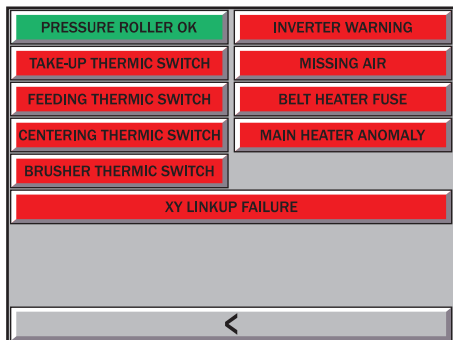 PRESSURE ROLLER OK
INVERTER WARNING
TAKE-UP THERMIC SWITCH
MISSING AIR
FEEDING THERMIC SWITCH
BELT HEATER FUSE
CENTERING THERMIC SWITCH
MAIN HEATER ANOMALY
BRUSHER THERMIC SWITCH
XY LINKUP FAILURE
<